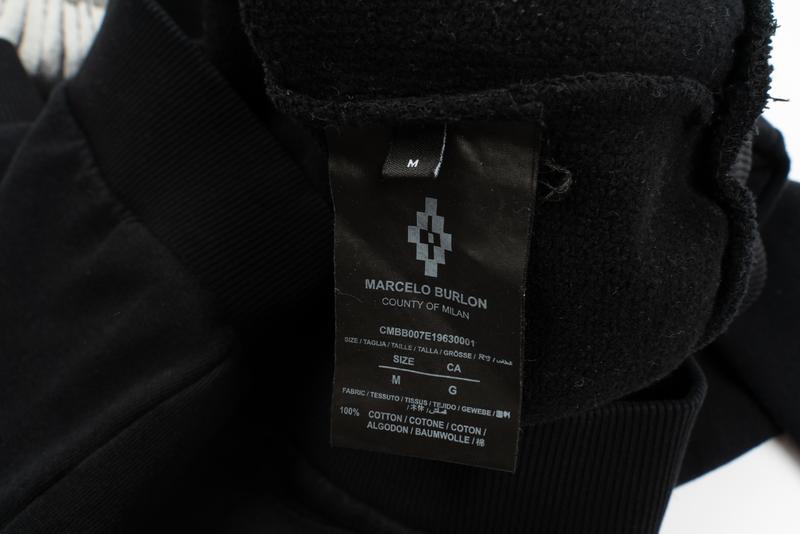 M
MARCELO BURLON
COUNTY OF MILAN
CMBB007E19630001
SIZE / TAGLIA / TAILLE / TALLA / GRÖSSE /
SIZE CA
M G
FABRIC / TESSUTO / TISSUS / TEJIDO / GEWEBE /
100% COTTON / COTONE / COTON /
ALGODON / BAUMWOLLE / 棉